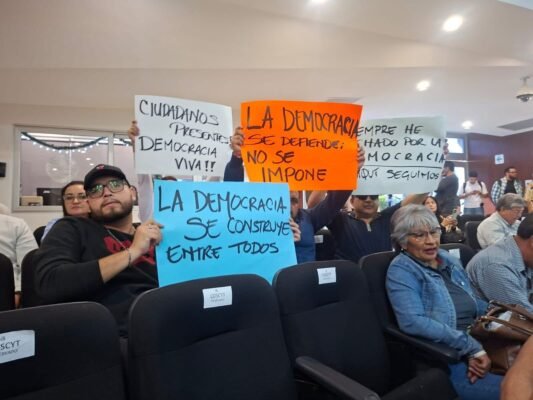 CIUDADANOS
PRESENTES
DEMOCRACIA
VIVA!!
LA DEMOCRACIA
SE DEFIENDE:
NO SE
IMPONE
EMPRE HE
HADO POR LA
MOCRACIA
QUÍ SEGUIMOS
LA DEMOCRACIA
SE CONSTRUYE
ENTRE TODOS